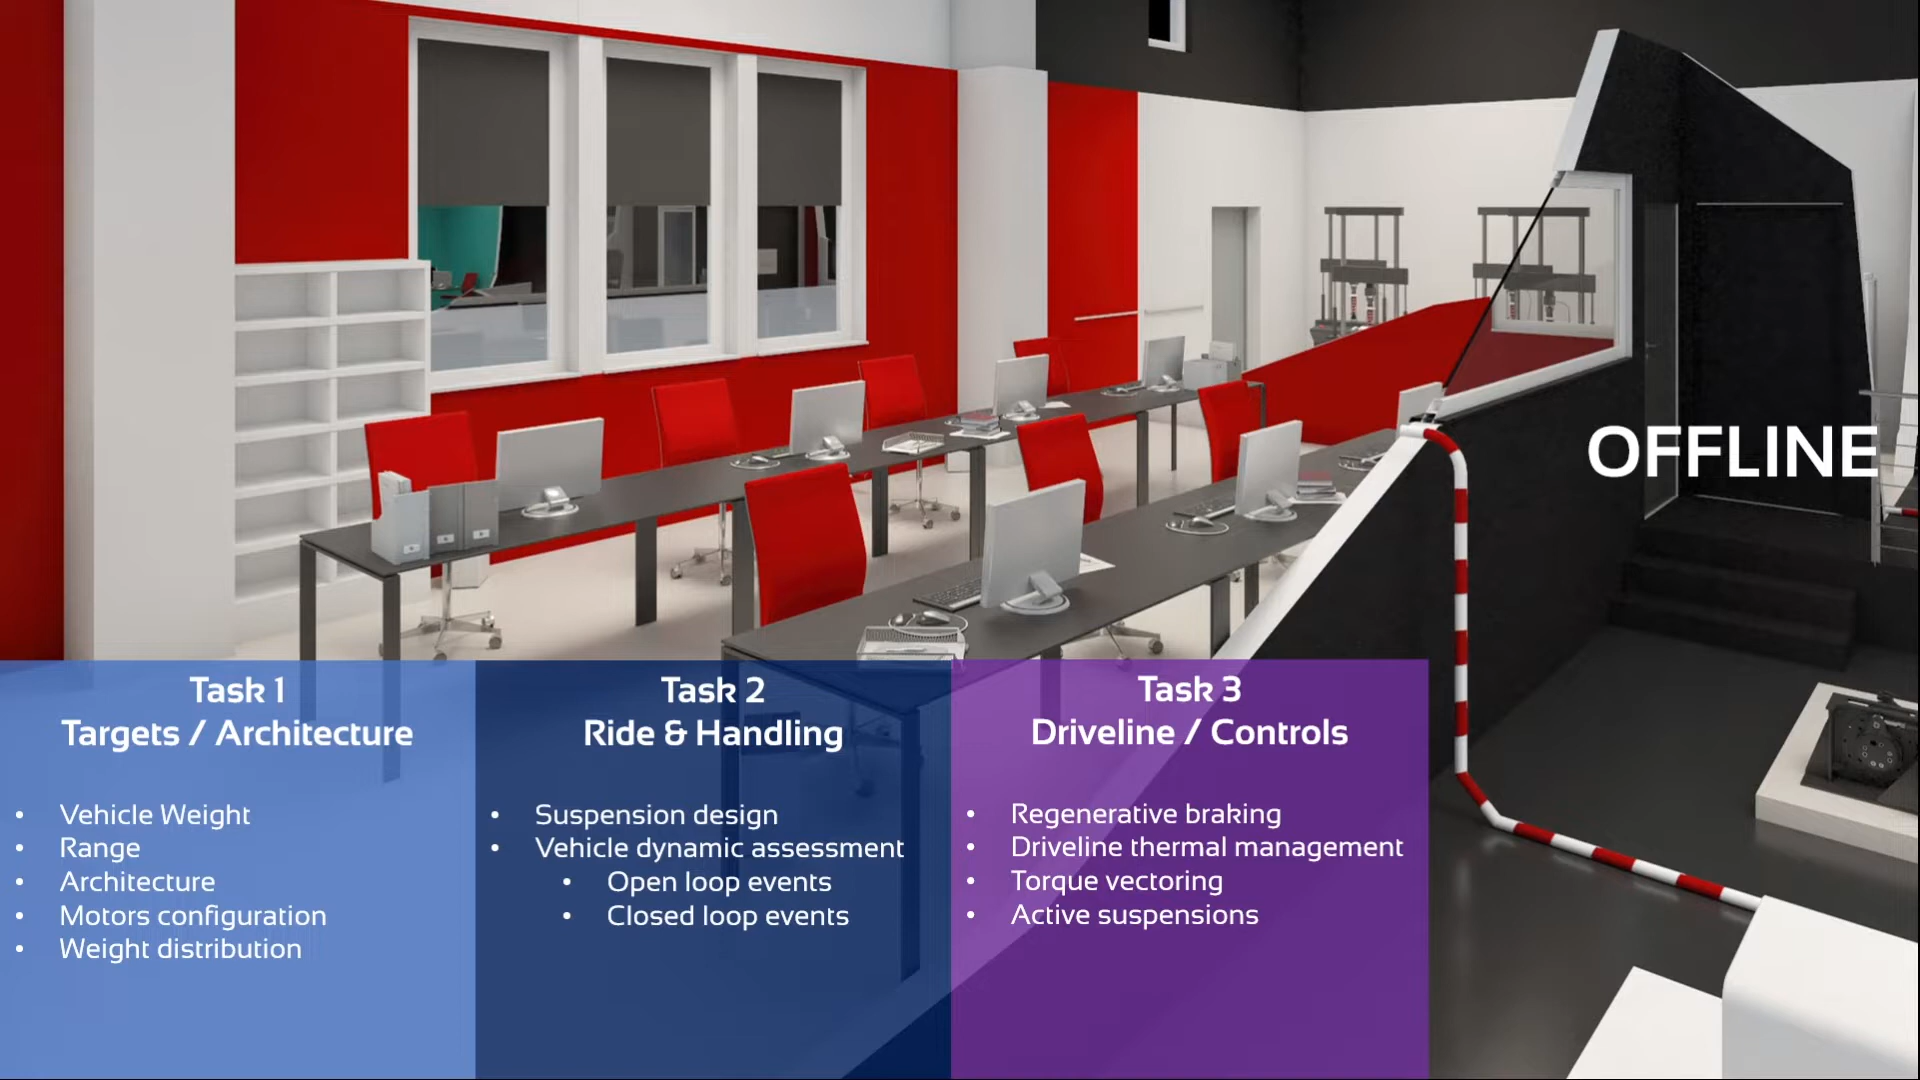 OFFLINE
Task 1
Targets / Architecture
• Vehicle Weight
• Range
• Architecture
• Motors configuration
• Weight distribution
Task 2
Ride & Handling
• Suspension design
• Vehicle dynamic assessment
• Open loop events
• Closed loop events
Task 3
Driveline / Controls
• Regenerative braking
• Driveline thermal management
• Torque vectoring
• Active suspensions